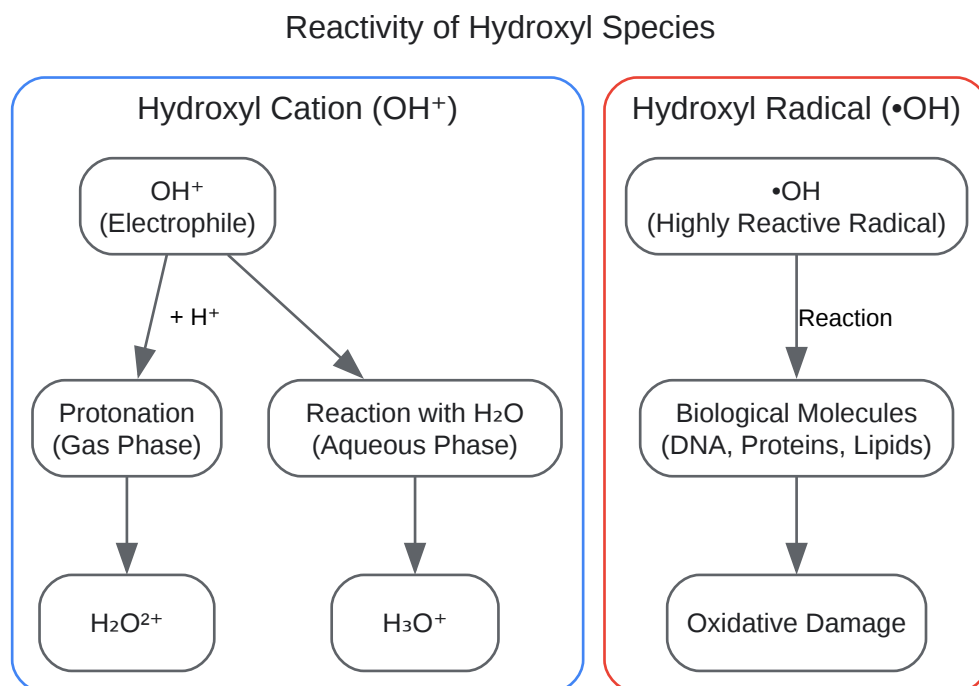 Reactivity of Hydroxyl Species
Hydroxyl Cation (OH⁺)
OH⁺
(Electrophile)
+ H⁺
Protonation
(Gas Phase)
Reaction with H₂O
(Aqueous Phase)
H₂O²⁺
H₃O⁺
Hydroxyl Radical (•OH)
•OH
(Highly Reactive Radical)
Reaction
Biological Molecules
(DNA, Proteins, Lipids)
Oxidative Damage